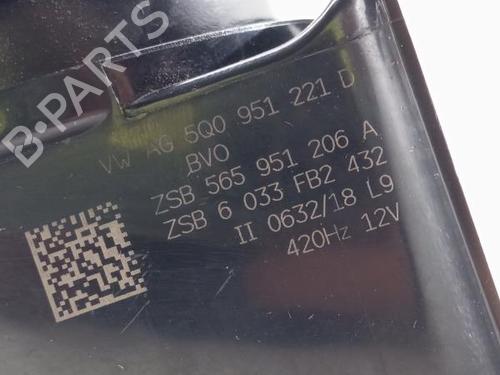 B-PARTS
VW AG 5Q0 951 221 D
BVO
ZSB 565 951 206 A
ZSB 6 033 FB2 432
II 0632/18 L9
420Hz 12V